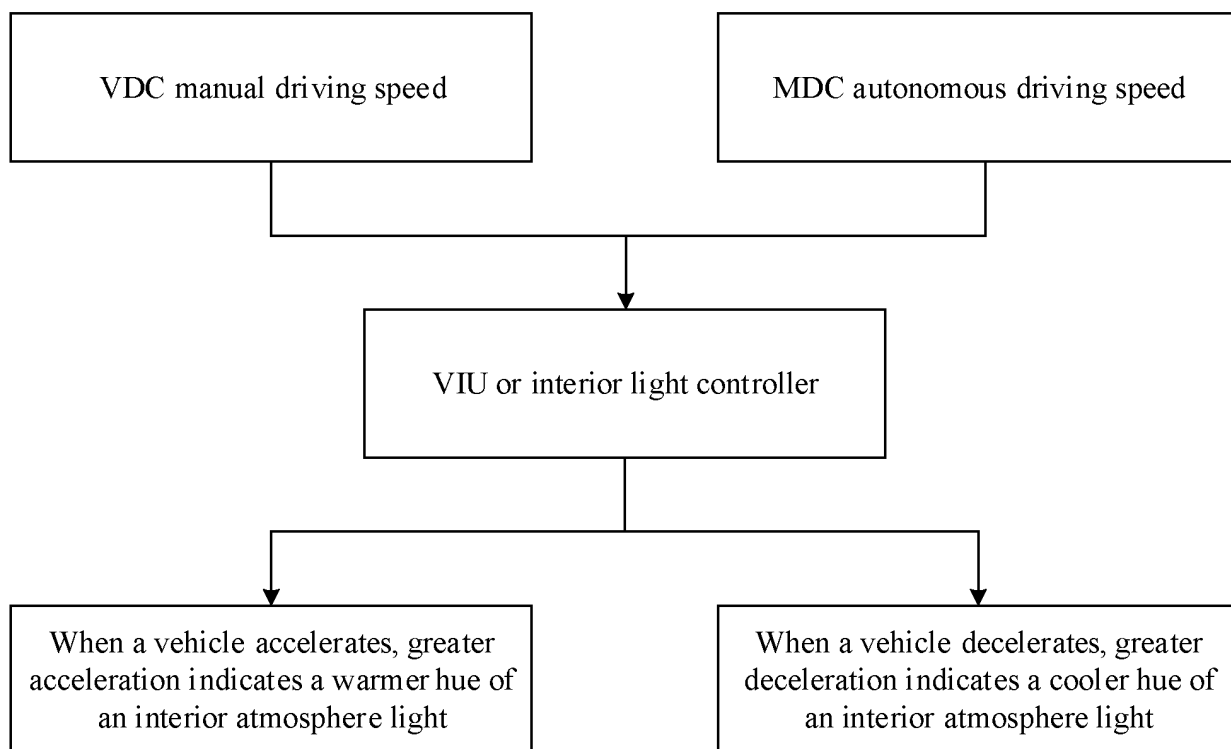 VDC manual driving speed
MDC autonomous driving speed
VIU or interior light controller
When a vehicle accelerates, greater
acceleration indicates a warmer hue of
an interior atmosphere light
When a vehicle decelerates, greater
deceleration indicates a cooler hue of
an interior atmosphere light